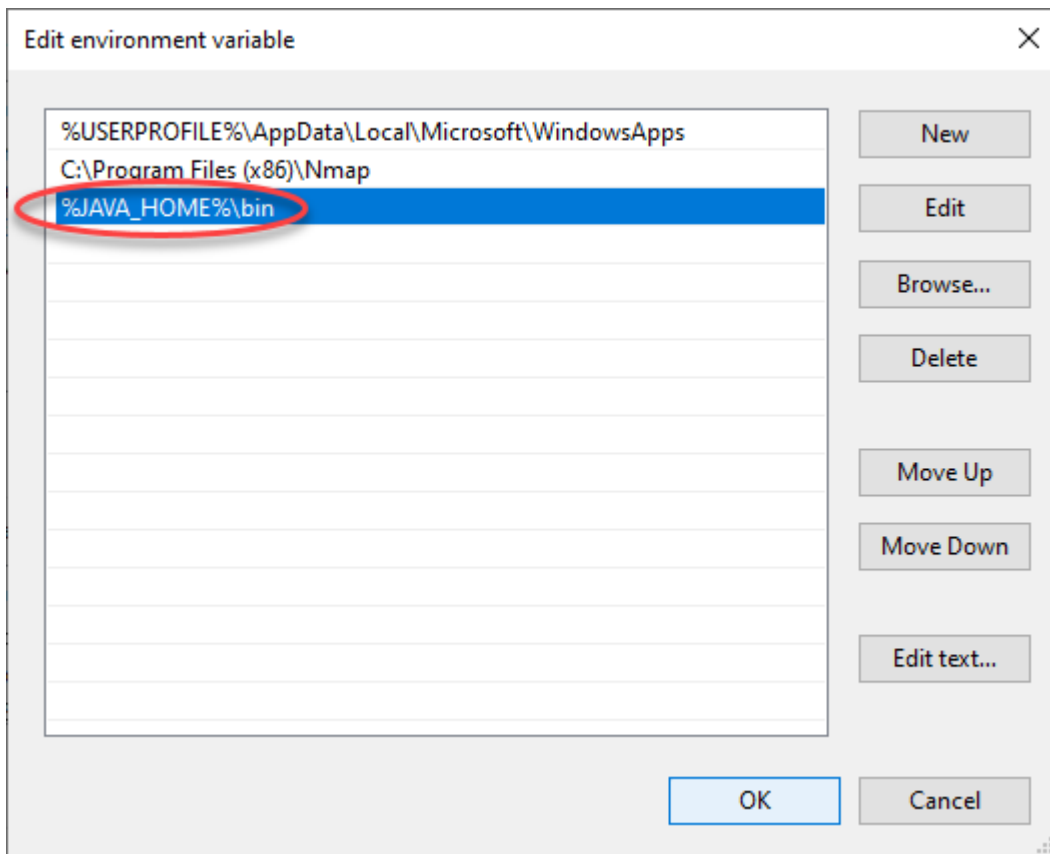 Edit environment variable
%USERPROFILE%\AppData\Local\Microsoft\WindowsApps
C:\Program Files (x86)\Nmap
%JAVA_HOME%\bin
New
Edit
Browse...
Delete
Move Up
Move Down
Edit text...
OK
Cancel